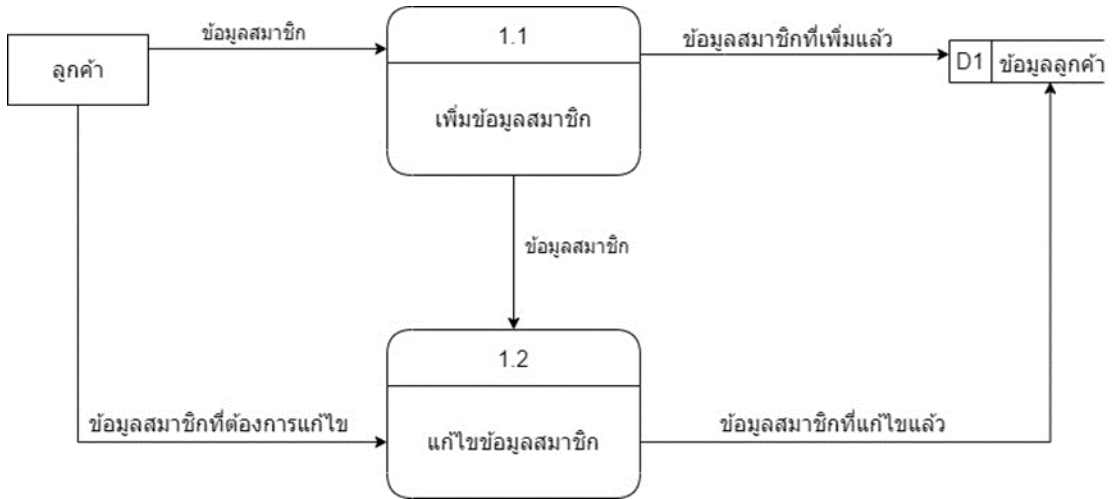 ลูกค้า
ข้อมูลสมาชิก
1.1
เพิ่มข้อมูลสมาชิก
ข้อมูลสมาชิกที่เพิ่มแล้ว
D1 ข้อมูลลูกค้า
ข้อมูลสมาชิก
1.2
แก้ไขข้อมูลสมาชิก
ข้อมูลสมาชิกที่ต้องการแก้ไข
ข้อมูลสมาชิกที่แก้ไขแล้ว